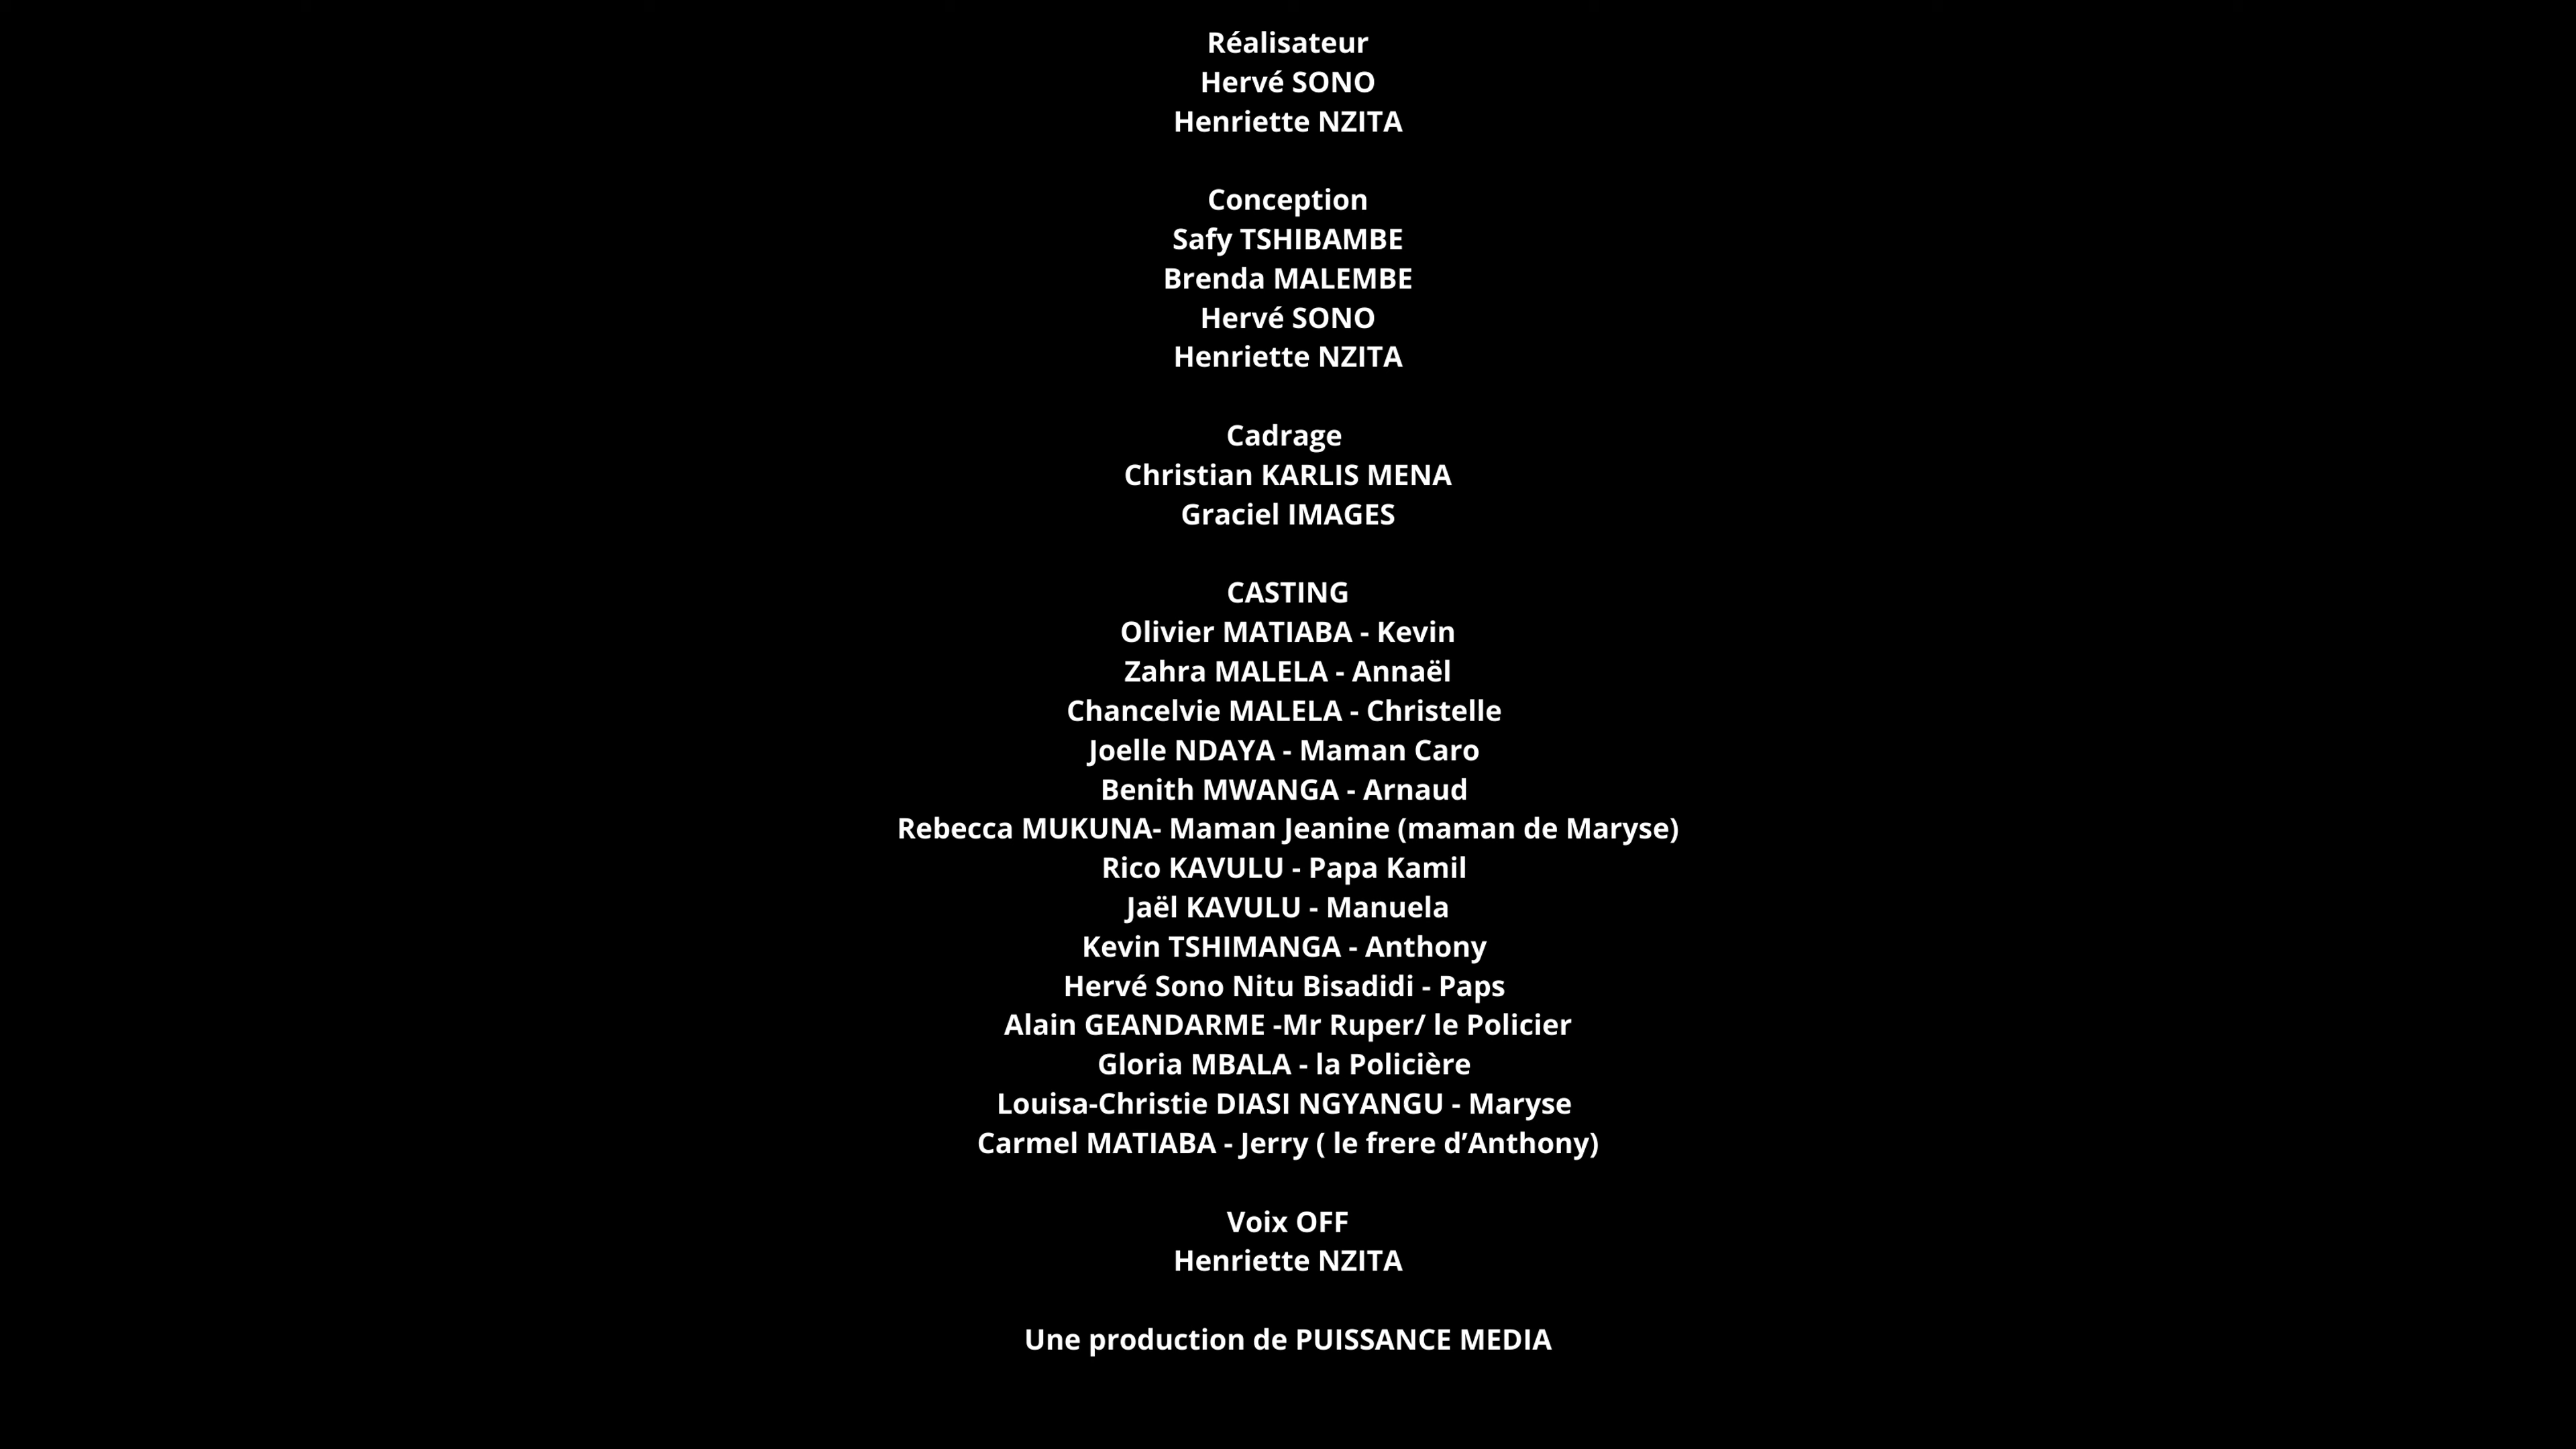 Réalisateur
Hervé SONO
Henriette NZITA
Conception
Safy TSHIBAMBE
Brenda MALEMBE
Hervé SONO
Henriette NZITA
Cadrage
Christian KARLIS MENA
Graciel IMAGES
CASTING
Olivier MATIABA - Kevin
Zahra MALELA - Annaël
Chancelvie MALELA - Christelle
Joelle NDAYA - Maman Caro
Benith MWANGA - Arnaud
Rebecca MUKUNA- Maman Jeanine (maman de Maryse)
Rico KAVULU - Papa Kamil
Jaël KAVULU - Manuela
Kevin TSHIMANGA - Anthony
Hervé Sono Nitu Bisadidi - Paps
Alain GEANDARME -Mr Ruper/ le Policier
Gloria MBALA - la Policière
Louisa-Christie DIASI NGYANGU - Maryse
Carmel MATIABA - Jerry ( le frere d’Anthony)
Voix OFF
Henriette NZITA
Une production de PUISSANCE MEDIA